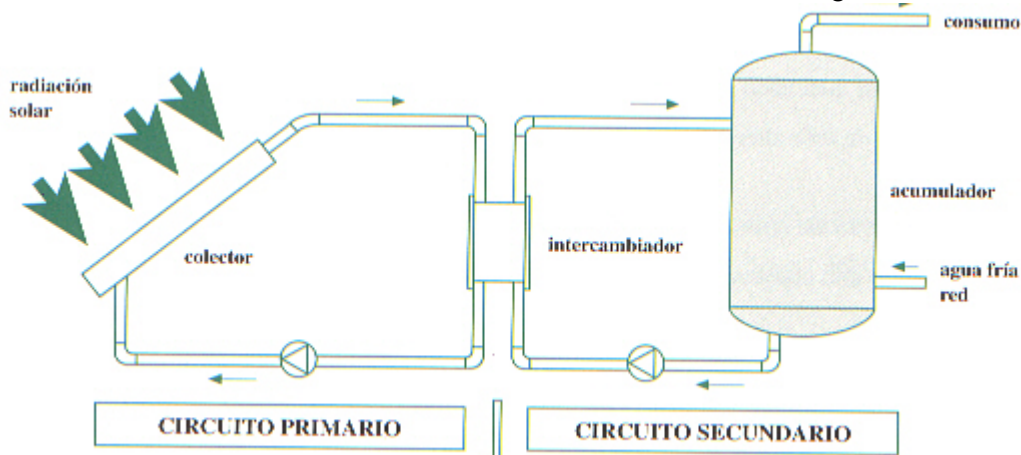 consumo
radiación
solar
acumulador
intercambiador
colector
agua fría
red
CIRCUITO PRIMARIO
CIRCUITO SECUNDARIO